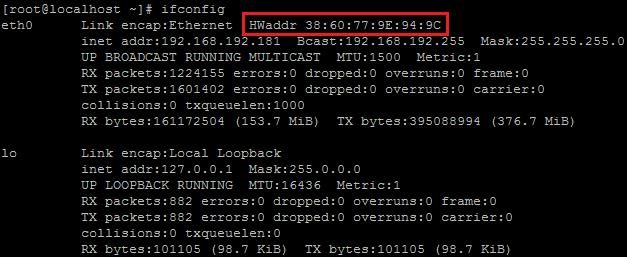 [root@localhost ~]# ifconfig
eth0      Link encap:Ethernet  HWaddr 38:60:77:9E:94:9C
          inet addr:192.168.192.181  Bcast:192.168.192.255  Mask:255.255.255.0
          UP BROADCAST RUNNING MULTICAST  MTU:1500  Metric:1
          RX packets:1224155 errors:0 dropped:0 overruns:0 frame:0
          TX packets:1601402 errors:0 dropped:0 overruns:0 carrier:0
          collisions:0 txqueuelen:1000
          RX bytes:161172504 (153.7 MiB)  TX bytes:395088994 (376.7 MiB)
lo        Link encap:Local Loopback
          inet addr:127.0.0.1  Mask:255.0.0.0
          UP LOOPBACK RUNNING  MTU:16436  Metric:1
          RX packets:882 errors:0 dropped:0 overruns:0 frame:0
          TX packets:882 errors:0 dropped:0 overruns:0 carrier:0
          collisions:0 txqueuelen:0
          RX bytes:101105 (98.7 KiB)  TX bytes:101105 (98.7 KiB)